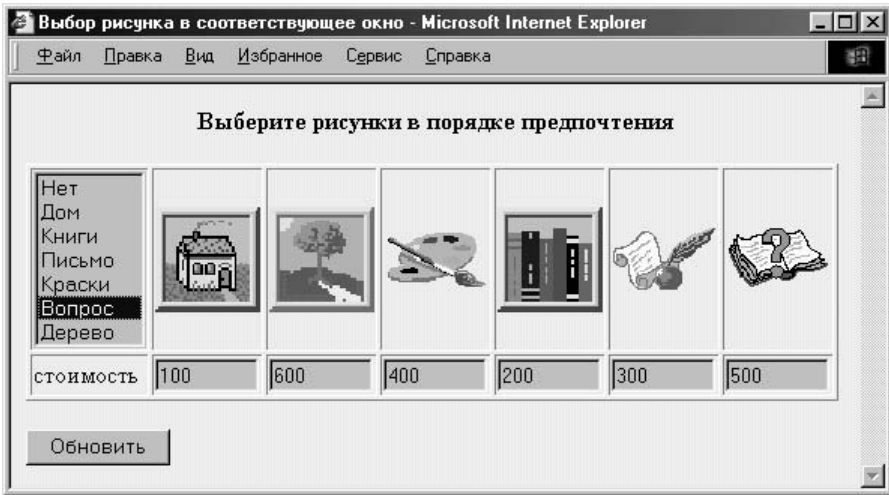 Выбор рисунка в соответствующее окно - Microsoft Internet Explorer
Файл Правка Вид Избранное Сервис Справка
Выберите рисунки в порядке предпочтения
Нет
Дом
Книги
Письмо
Краски
Вопрос
Дерево
стоимость 100 600 400 200 300 500
Обновить